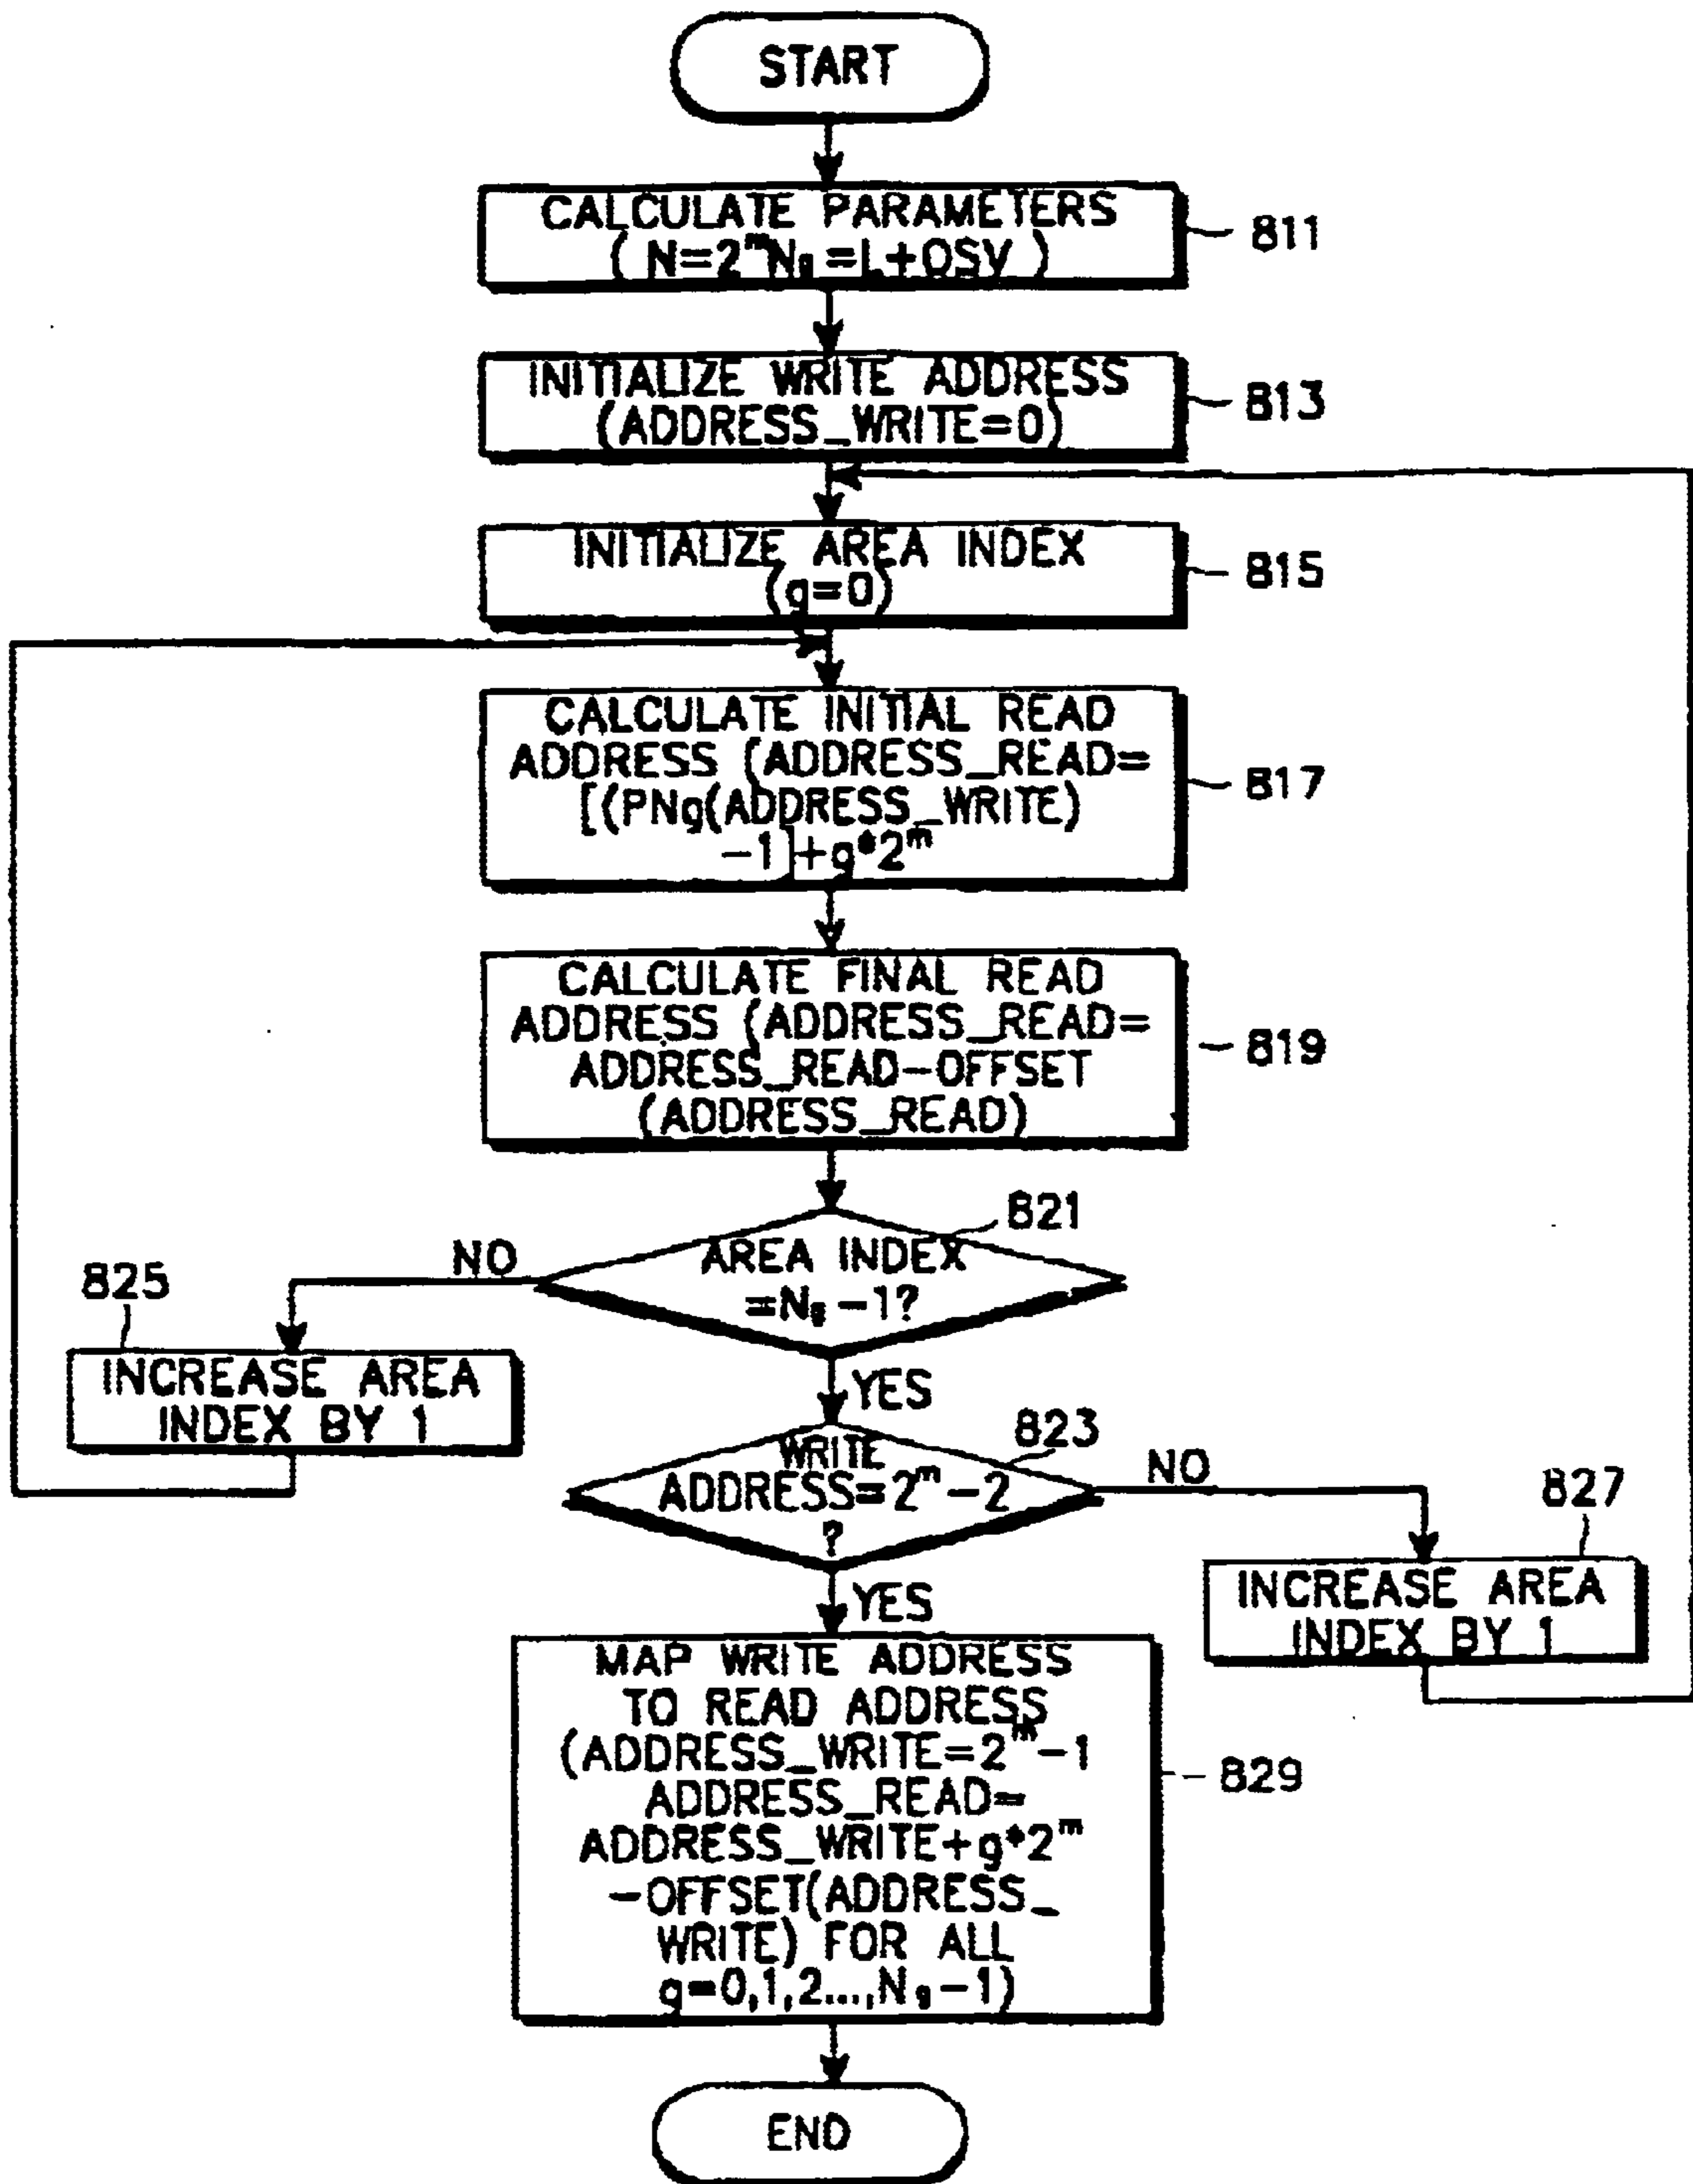 START
CALCULATE PARAMETERS
( N=2^m N_g =L+OSV )
811
INITIALIZE WRITE ADDRESS
(ADDRESS_WRITE=0)
813
INITIALIZE AREA INDEX
(g=0)
815
CALCULATE INITIAL READ
ADDRESS (ADDRESS_READ=
[(PNg(ADDRESS_WRITE)
-1]+g*2^m
817
CALCULATE FINAL READ
ADDRESS (ADDRESS_READ=
ADDRESS_READ-OFFSET
(ADDRESS_READ)
819
821
AREA INDEX
=N_g -1?
NO
825
INCREASE AREA
INDEX BY 1
YES
823
WRITE
ADDRESS=2^m -2
?
NO
827
INCREASE AREA
INDEX BY 1
YES
MAP WRITE ADDRESS
TO READ ADDRESS
(ADDRESS_WRITE=2^m -1
ADDRESS_READ=
ADDRESS_WRITE+g*2^m
-OFFSET(ADDRESS_
WRITE) FOR ALL
g=0,1,2...,N_g -1)
829
END